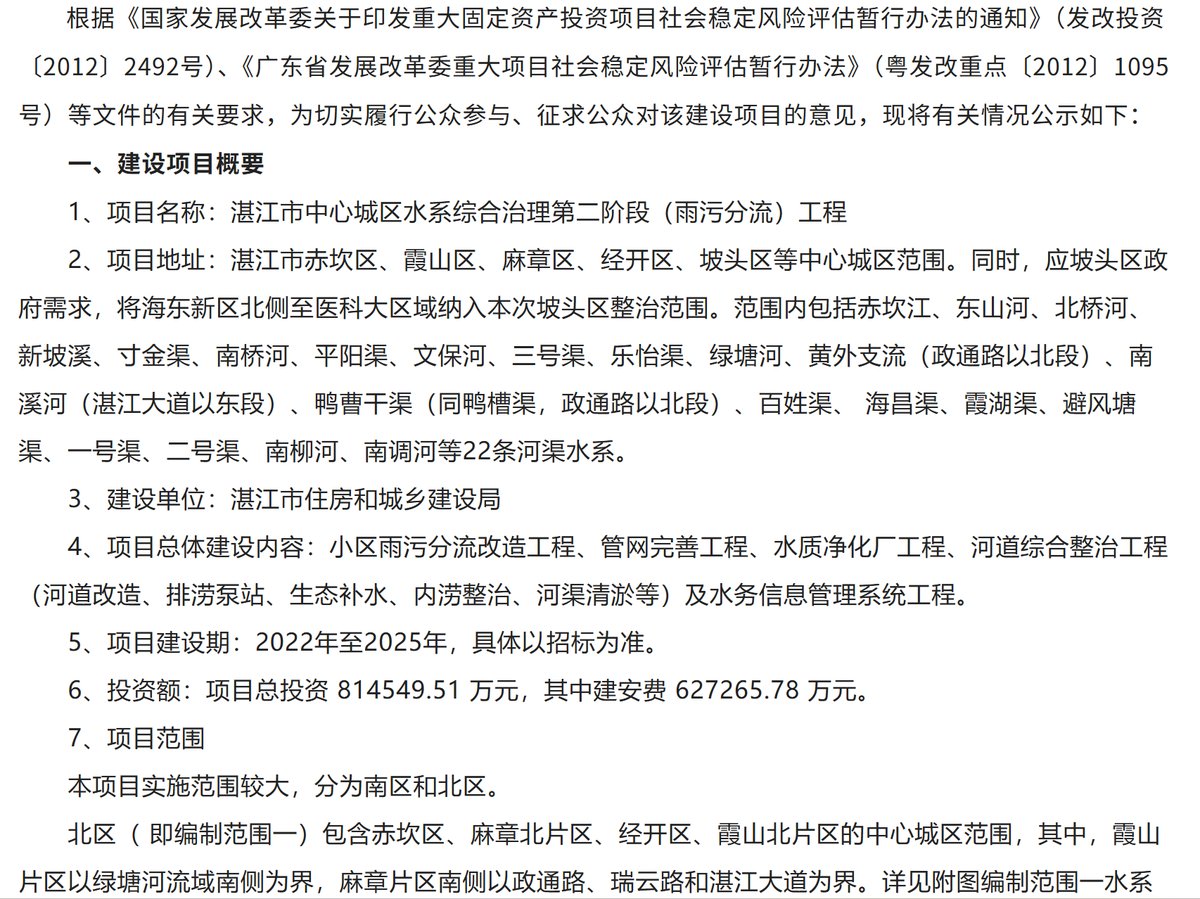 根据《国家发展改革委关于印发重大固定资产投资项目社会稳定风险评估暂行办法的通知》（发改投资
〔2012〕2492号）、《广东省发展改革委重大项目社会稳定风险评估暂行办法》（粤发改重点〔2012〕1095
号）等文件的有关要求，为切实履行公众参与、征求公众对该建设项目的意见，现将有关情况公示如下：
一、建设项目概要
1、项目名称：湛江市中心城区水系综合治理第二阶段（雨污分流）工程
2、项目地址：湛江市赤坎区、霞山区、麻章区、经开区、坡头区等中心城区范围。同时，应坡头区政
府需求，将海东新区北侧至医科大区域纳入本次坡头区整治范围。范围内包括赤坎江、东山河、北桥河、
新坡溪、寸金渠、南桥河、平阳渠、文保河、三号渠、乐怡渠、绿塘河、黄外支流（政通路以北段）、南
溪河（湛江大道以东段）、鸭曹干渠（同鸭槽渠，政通路以北段）、百姓渠、 海昌渠、霞湖渠、避风塘
渠、一号渠、二号渠、南柳河、南调河等22条河渠水系。
3、建设单位：湛江市住房和城乡建设局
4、项目总体建设内容：小区雨污分流改造工程、管网完善工程、水质净化厂工程、河道综合整治工程
（河道改造、排涝泵站、生态补水、内涝整治、河渠清淤等）及水务信息管理系统工程。
5、项目建设期：2022年至2025年，具体以招标为准。
6、投资额：项目总投资 814549.51 万元，其中建安费 627265.78 万元。
7、项目范围
本项目实施范围较大，分为南区和北区。
北区（ 即编制范围一）包含赤坎区、麻章北片区、经开区、霞山北片区的中心城区范围，其中，霞山
片区以绿塘河流域南侧为界，麻章片区南侧以政通路、瑞云路和湛江大道为界。详见附图编制范围一水系